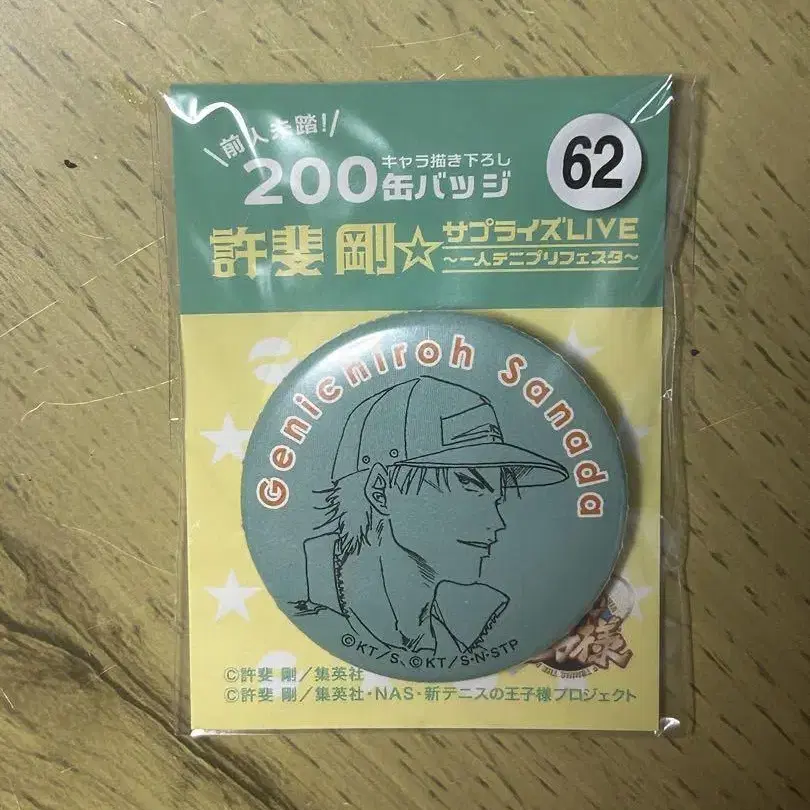 前人未踏!
200 キャラ描き下ろし
缶バッジ
62
許斐 剛☆ サプライズLIVE
～一人テニプリフェスタ～
Genichiroh Sanada
©KT/S、©KT/S・N・STP
様
©許斐 剛／集英社
©許斐 剛／集英社・NAS・新テニスの王子様プロジェクト